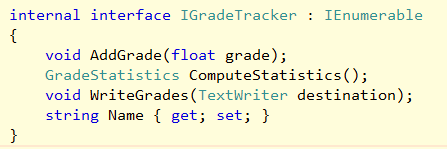 internal interface IGradeTracker : IEnumerable
{
    void AddGrade(float grade);
    GradeStatistics ComputeStatistics();
    void WriteGrades(TextWriter destination);
    string Name { get; set; }
}